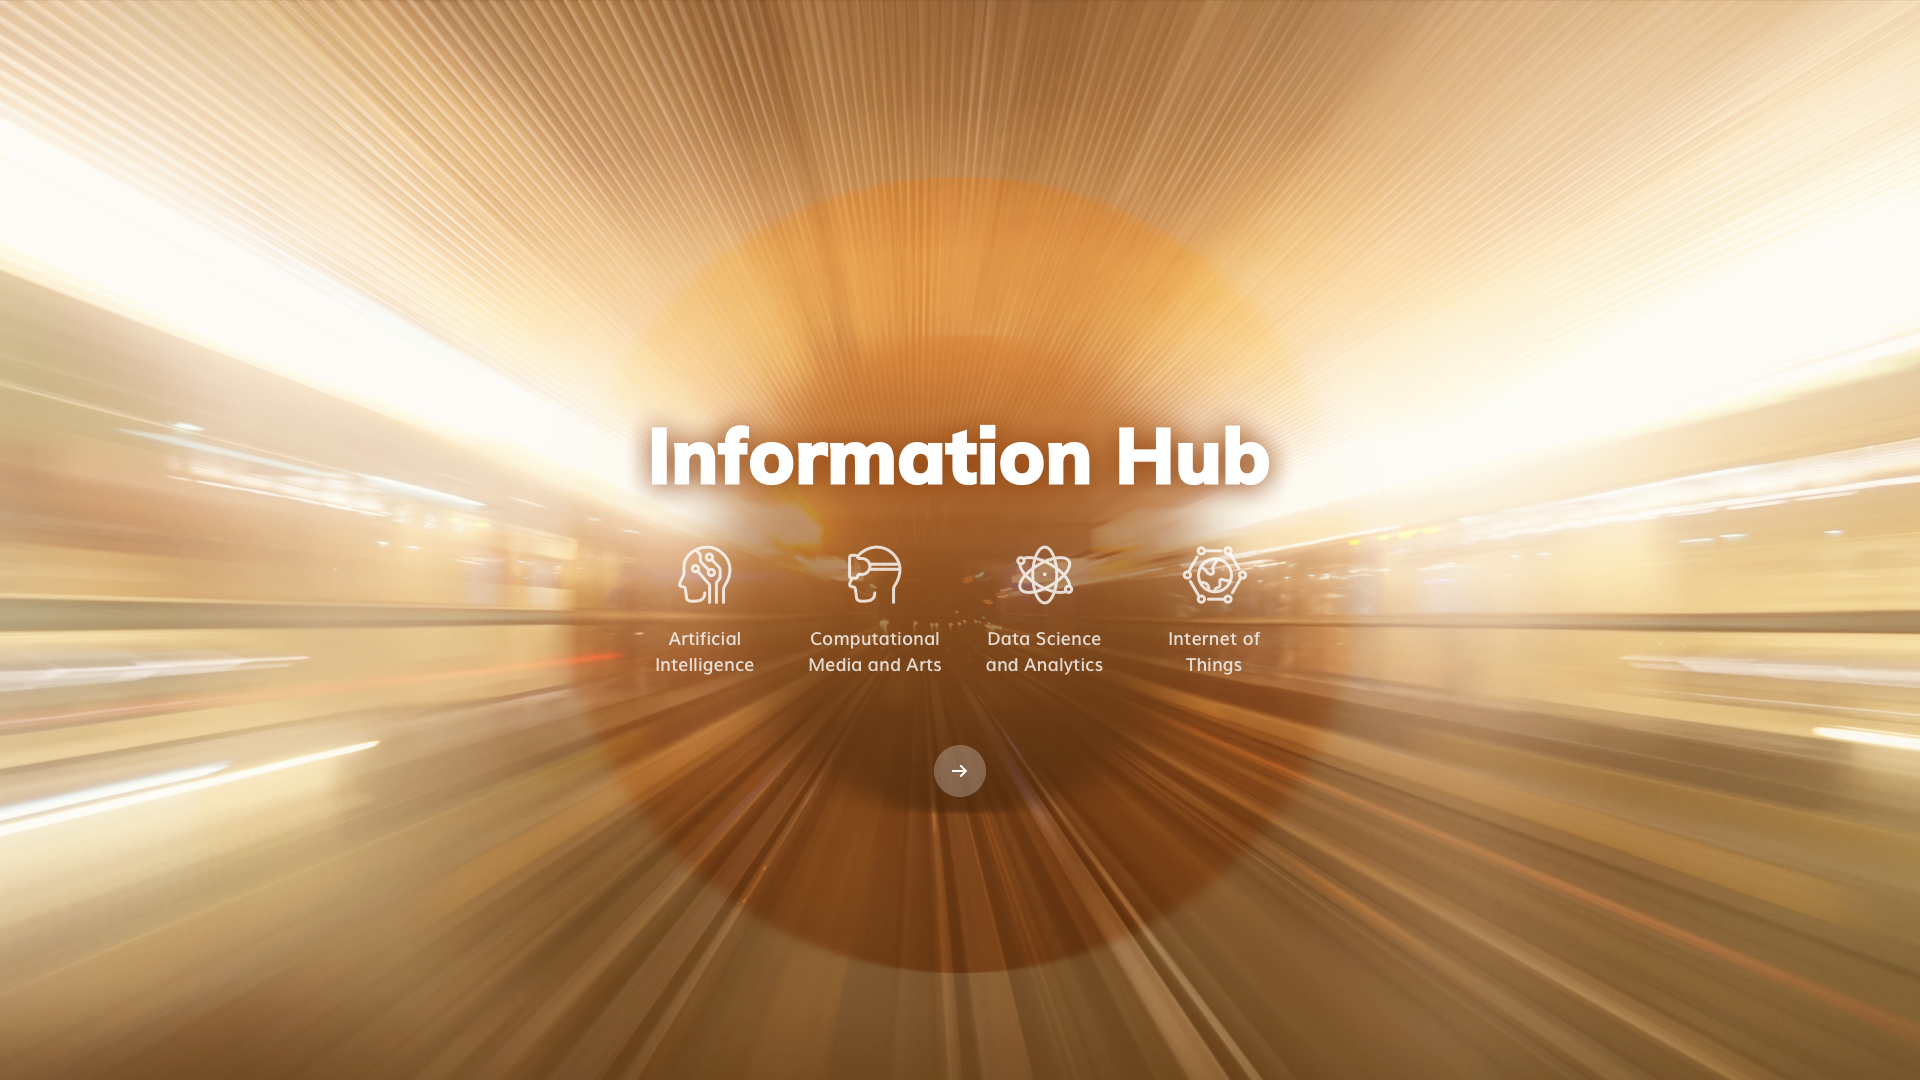 Information Hub
Artificial
Intelligence
Computational
Media and Arts
Data Science
and Analytics
Internet of
Things